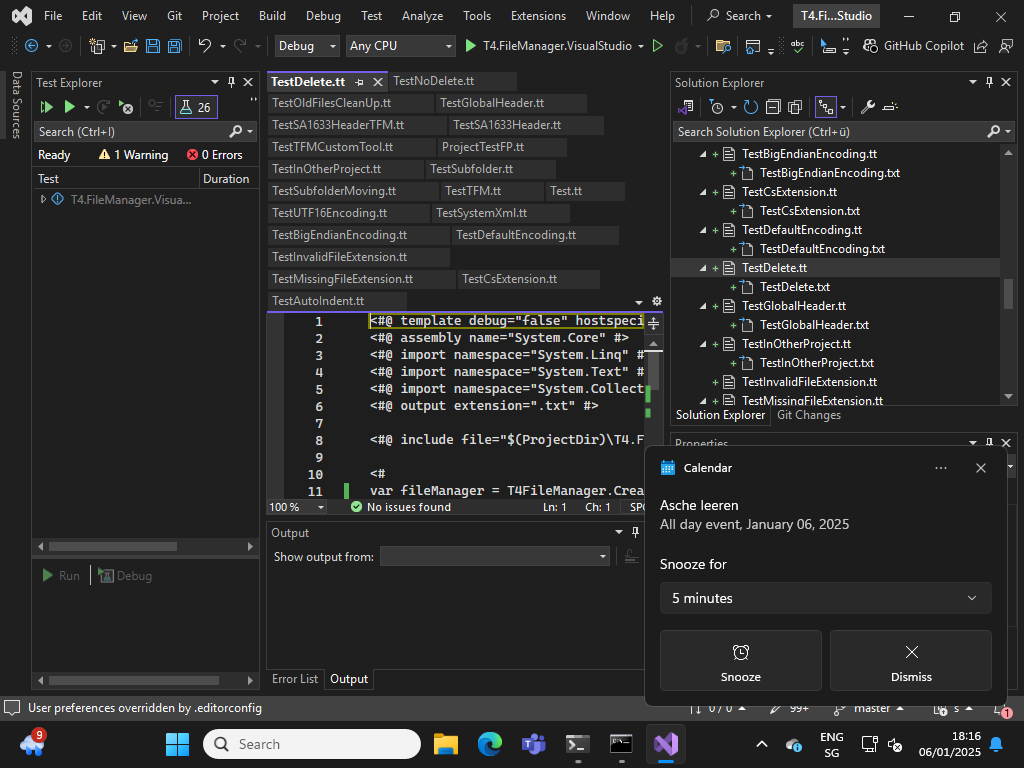 File Edit View Git Project Build Debug Test Analyze Tools Extensions Window Help Search T4.Fi...Studio
Debug Any CPU T4.FileManager.VisualStudio GitHub Copilot
Data Sources
Test Explorer
26
Search (Ctrl+I)
Ready 1 Warning 0 Errors
Test Duration
T4.FileManager.Visua...
Run Debug
TestDelete.tt TestNoDelete.tt
TestOldFilesCleanUp.tt TestGlobalHeader.tt
TestSA1633HeaderTFM.tt TestSA1633Header.tt
TestTFMCustomTool.tt ProjectTestFP.tt
TestInOtherProject.tt TestSubfolder.tt
TestSubfolderMoving.tt TestTFM.tt Test.tt
TestUTF16Encoding.tt TestSystemXml.tt
TestBigEndianEncoding.tt TestDefaultEncoding.tt
TestInvalidFileExtension.tt
TestMissingFileExtension.tt TestCsExtension.tt
TestAutoIndent.tt
1 <#@ template debug="false" hostspeci
2 <#@ assembly name="System.Core" #>
3 <#@ import namespace="System.Linq" #
4 <#@ import namespace="System.Text" #
5 <#@ import namespace="System.Collect
6 <#@ output extension=".txt" #>
7
8 <#@ include file="$(ProjectDir)\T4.F
9
10 <#
11 var fileManager = T4FileManager.Crea
100 % No issues found Ln: 1 Ch: 1 SPC
Output
Show output from:
Error List Output
Solution Explorer
Search Solution Explorer (Ctrl+ü)
TestBigEndianEncoding.tt
TestBigEndianEncoding.txt
TestCsExtension.tt
TestCsExtension.txt
TestDefaultEncoding.tt
TestDefaultEncoding.txt
TestDelete.tt
TestDelete.txt
TestGlobalHeader.tt
TestGlobalHeader.txt
TestInOtherProject.tt
TestInOtherProject.txt
TestInvalidFileExtension.tt
TestMissingFileExtension.tt
Solution Explorer Git Changes
Properties
Calendar
Asche leeren
All day event, January 06, 2025
Snooze for
5 minutes
Snooze Dismiss
User preferences overridden by .editorconfig 0 / 0 99+ master s 1
9 Search ENG SG 18:16 06/01/2025